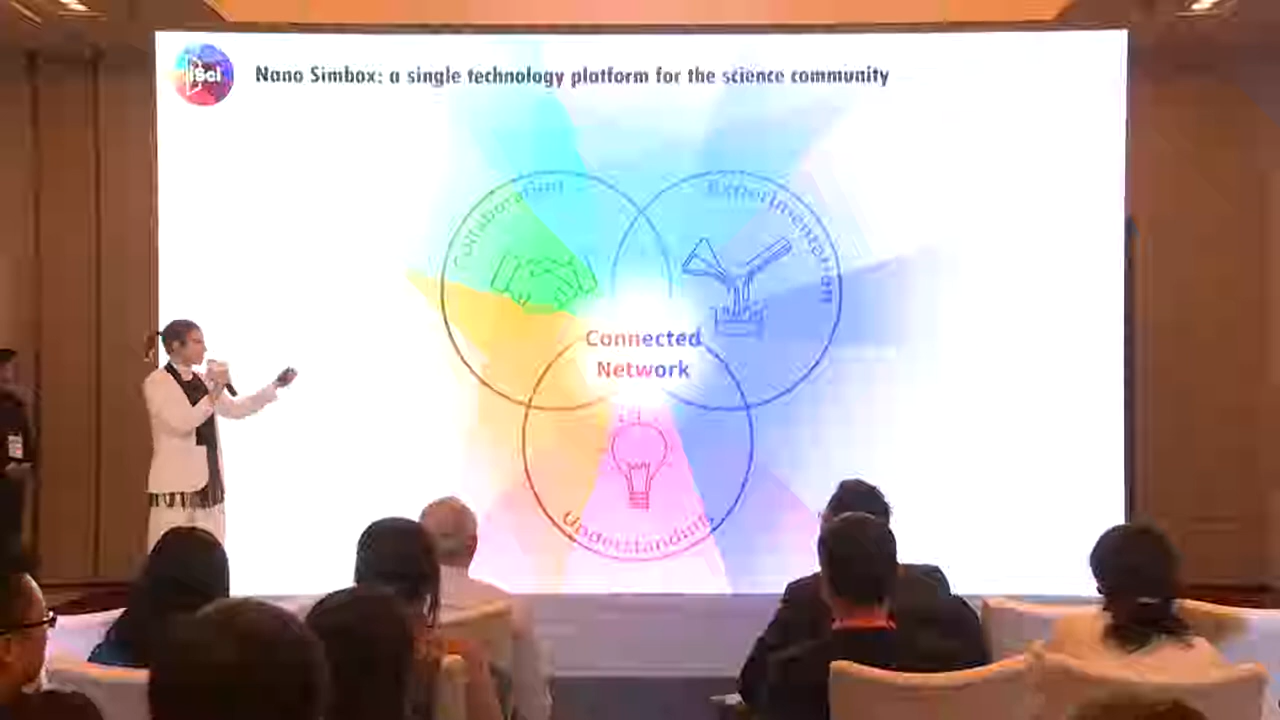 iSci
Nano Simbox: a single technology platform for the science community
Collaboration
Experimentation
Connected
Network
Understanding